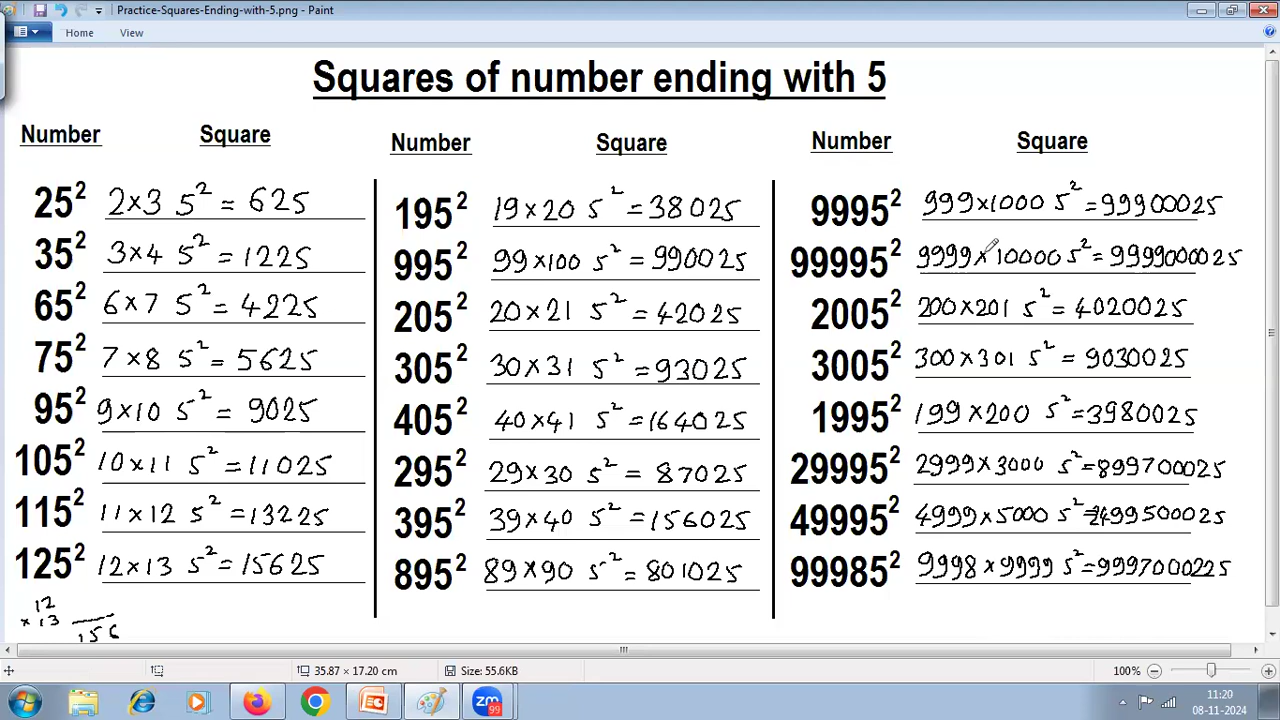 Practice-Squares-Ending-with-5.png - Paint
Home View
Squares of number ending with 5
Number Square
25² 2×3 5² = 625
35² 3×4 5² = 1225
65² 6×7 5² = 4225
75² 7×8 5² = 5625
95² 9×10 5² = 9025
105² 10×11 5² = 11025
115² 11×12 5² = 13225
125² 12×13 5² = 15625
12
×13
156
Number Square
195² 19×20 5² = 38025
995² 99×100 5² = 990025
205² 20×21 5² = 42025
305² 30×31 5² = 93025
405² 40×41 5² = 164025
295² 29×30 5² = 87025
395² 39×40 5² = 156025
895² 89×90 5² = 801025
Number Square
9995² 999×1000 5² = 99900025
99995² 9999×10000 5² = 9999000025
2005² 200×201 5² = 4020025
3005² 300×301 5² = 9030025
1995² 199×200 5² = 3980025
29995² 2999×3000 5² = 899700025
49995² 4999×5000 5² = 2499500025
99985² 9998×9999 5² = 9997000225
35.87 × 17.20 cm
Size: 55.6KB
100%
ZM
99
11:20
08-11-2024